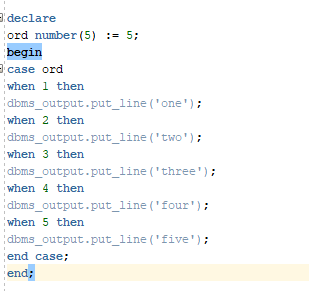 declare
ord number(5) := 5;
begin
case ord
when 1 then
dbms_output.put_line('one');
when 2 then
dbms_output.put_line('two');
when 3 then
dbms_output.put_line('three');
when 4 then
dbms_output.put_line('four');
when 5 then
dbms_output.put_line('five');
end case;
end;